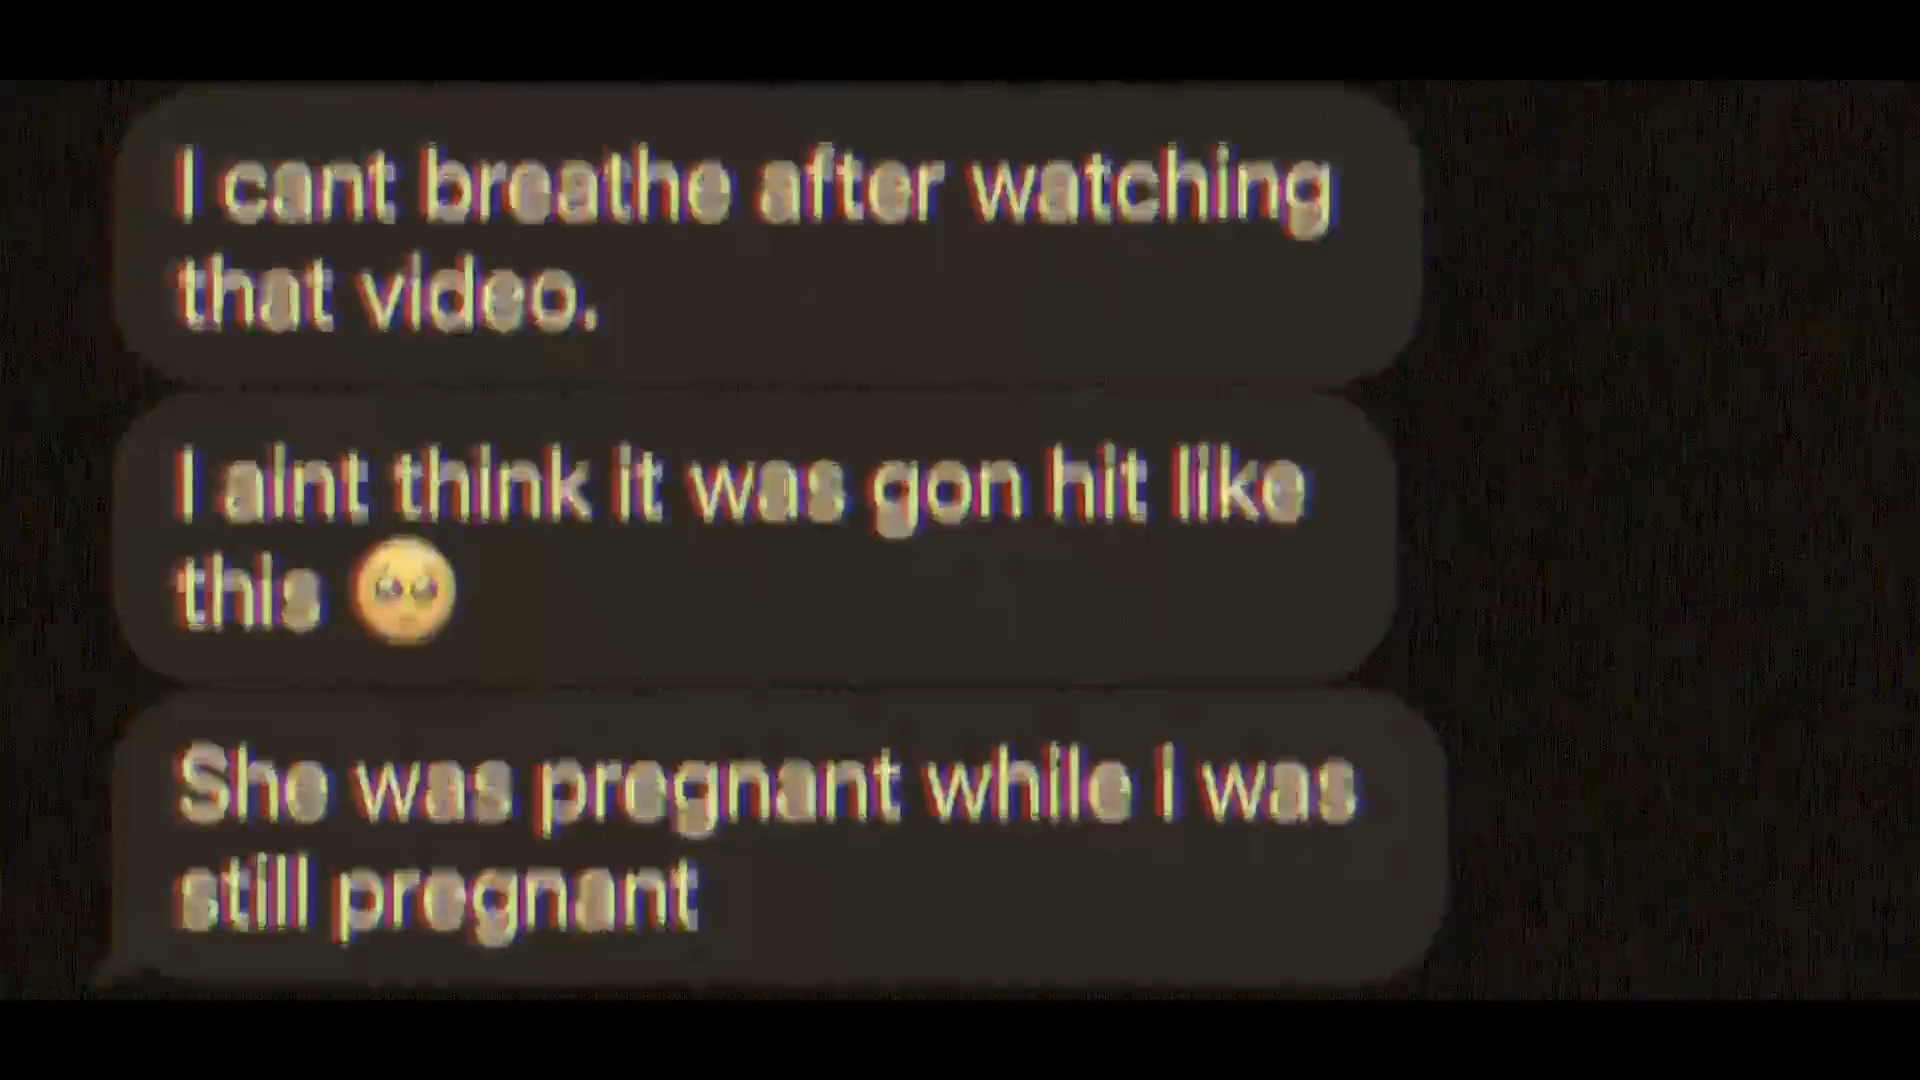 I cant breathe after watching
that video.
I aint think it was gon hit like
this 🥺
She was pregnant while I was
still pregnant